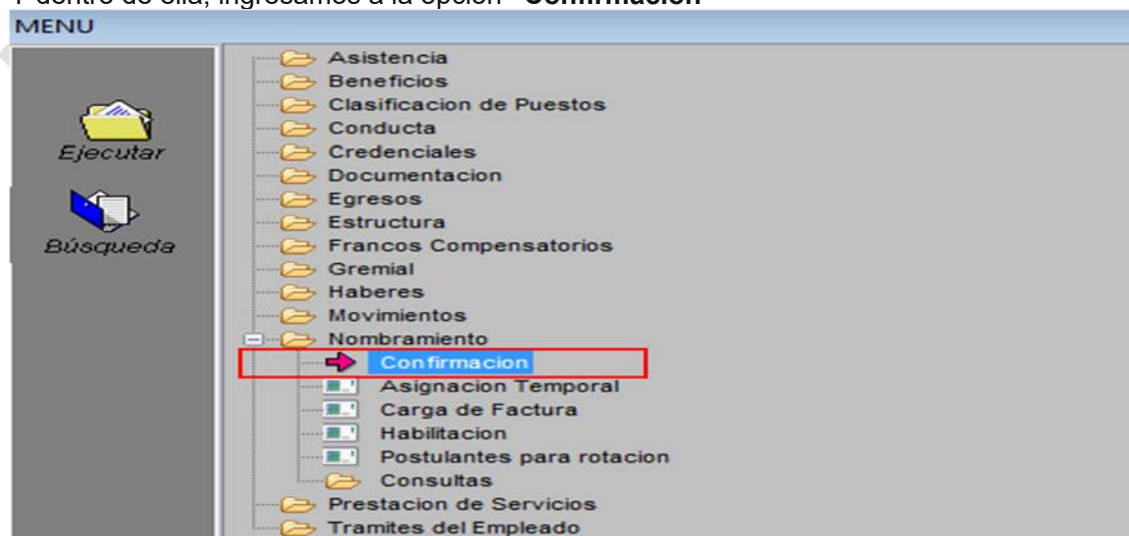 Y dentro de ella, ingresamos a la opción "Confirmación"
MENU
Ejecutar
Búsqueda
Asistencia
Beneficios
Clasificacion de Puestos
Conducta
Credenciales
Documentacion
Egresos
Estructura
Francos Compensatorios
Gremial
Haberes
Movimientos
Nombramiento
Confirmacion
Asignacion Temporal
Carga de Factura
Habilitacion
Postulantes para rotacion
Consultas
Prestacion de Servicios
Tramites del Empleado